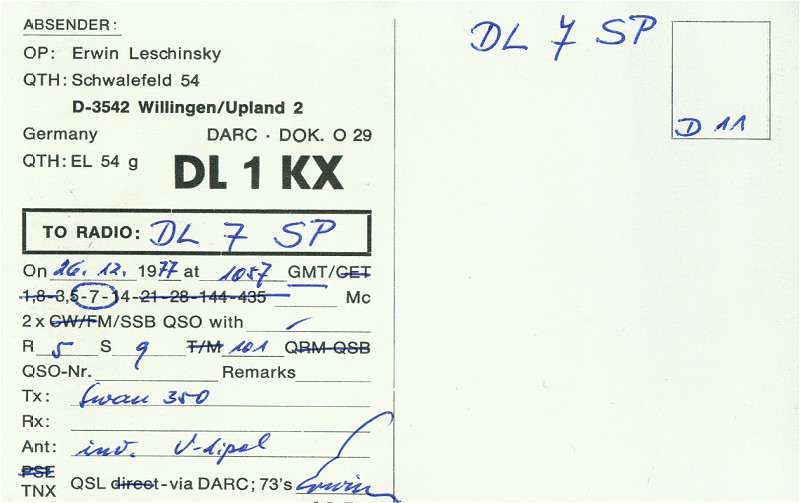 ABSENDER:
OP: Erwin Leschinsky
QTH: Schwalefeld 54
D-3542 Willingen/Upland 2
Germany DARC · DOK. O 29
QTH: EL 54 g
DL 1 KX
TO RADIO: DL 7 SP
On 26. 12. 1977 at 1057 GMT/CET
1,8-3,5-7-14-21-28-144-435 Mc
2 x CW/FM/SSB QSO with
R 5 S 9 T/M 101 QRM-QSB
QSO-Nr. Remarks
Tx: Swan 350
Rx:
Ant: inv. V-dipol
PSE
TNX QSL direct-via DARC; 73's Erwin
DL 7 SP
D 11